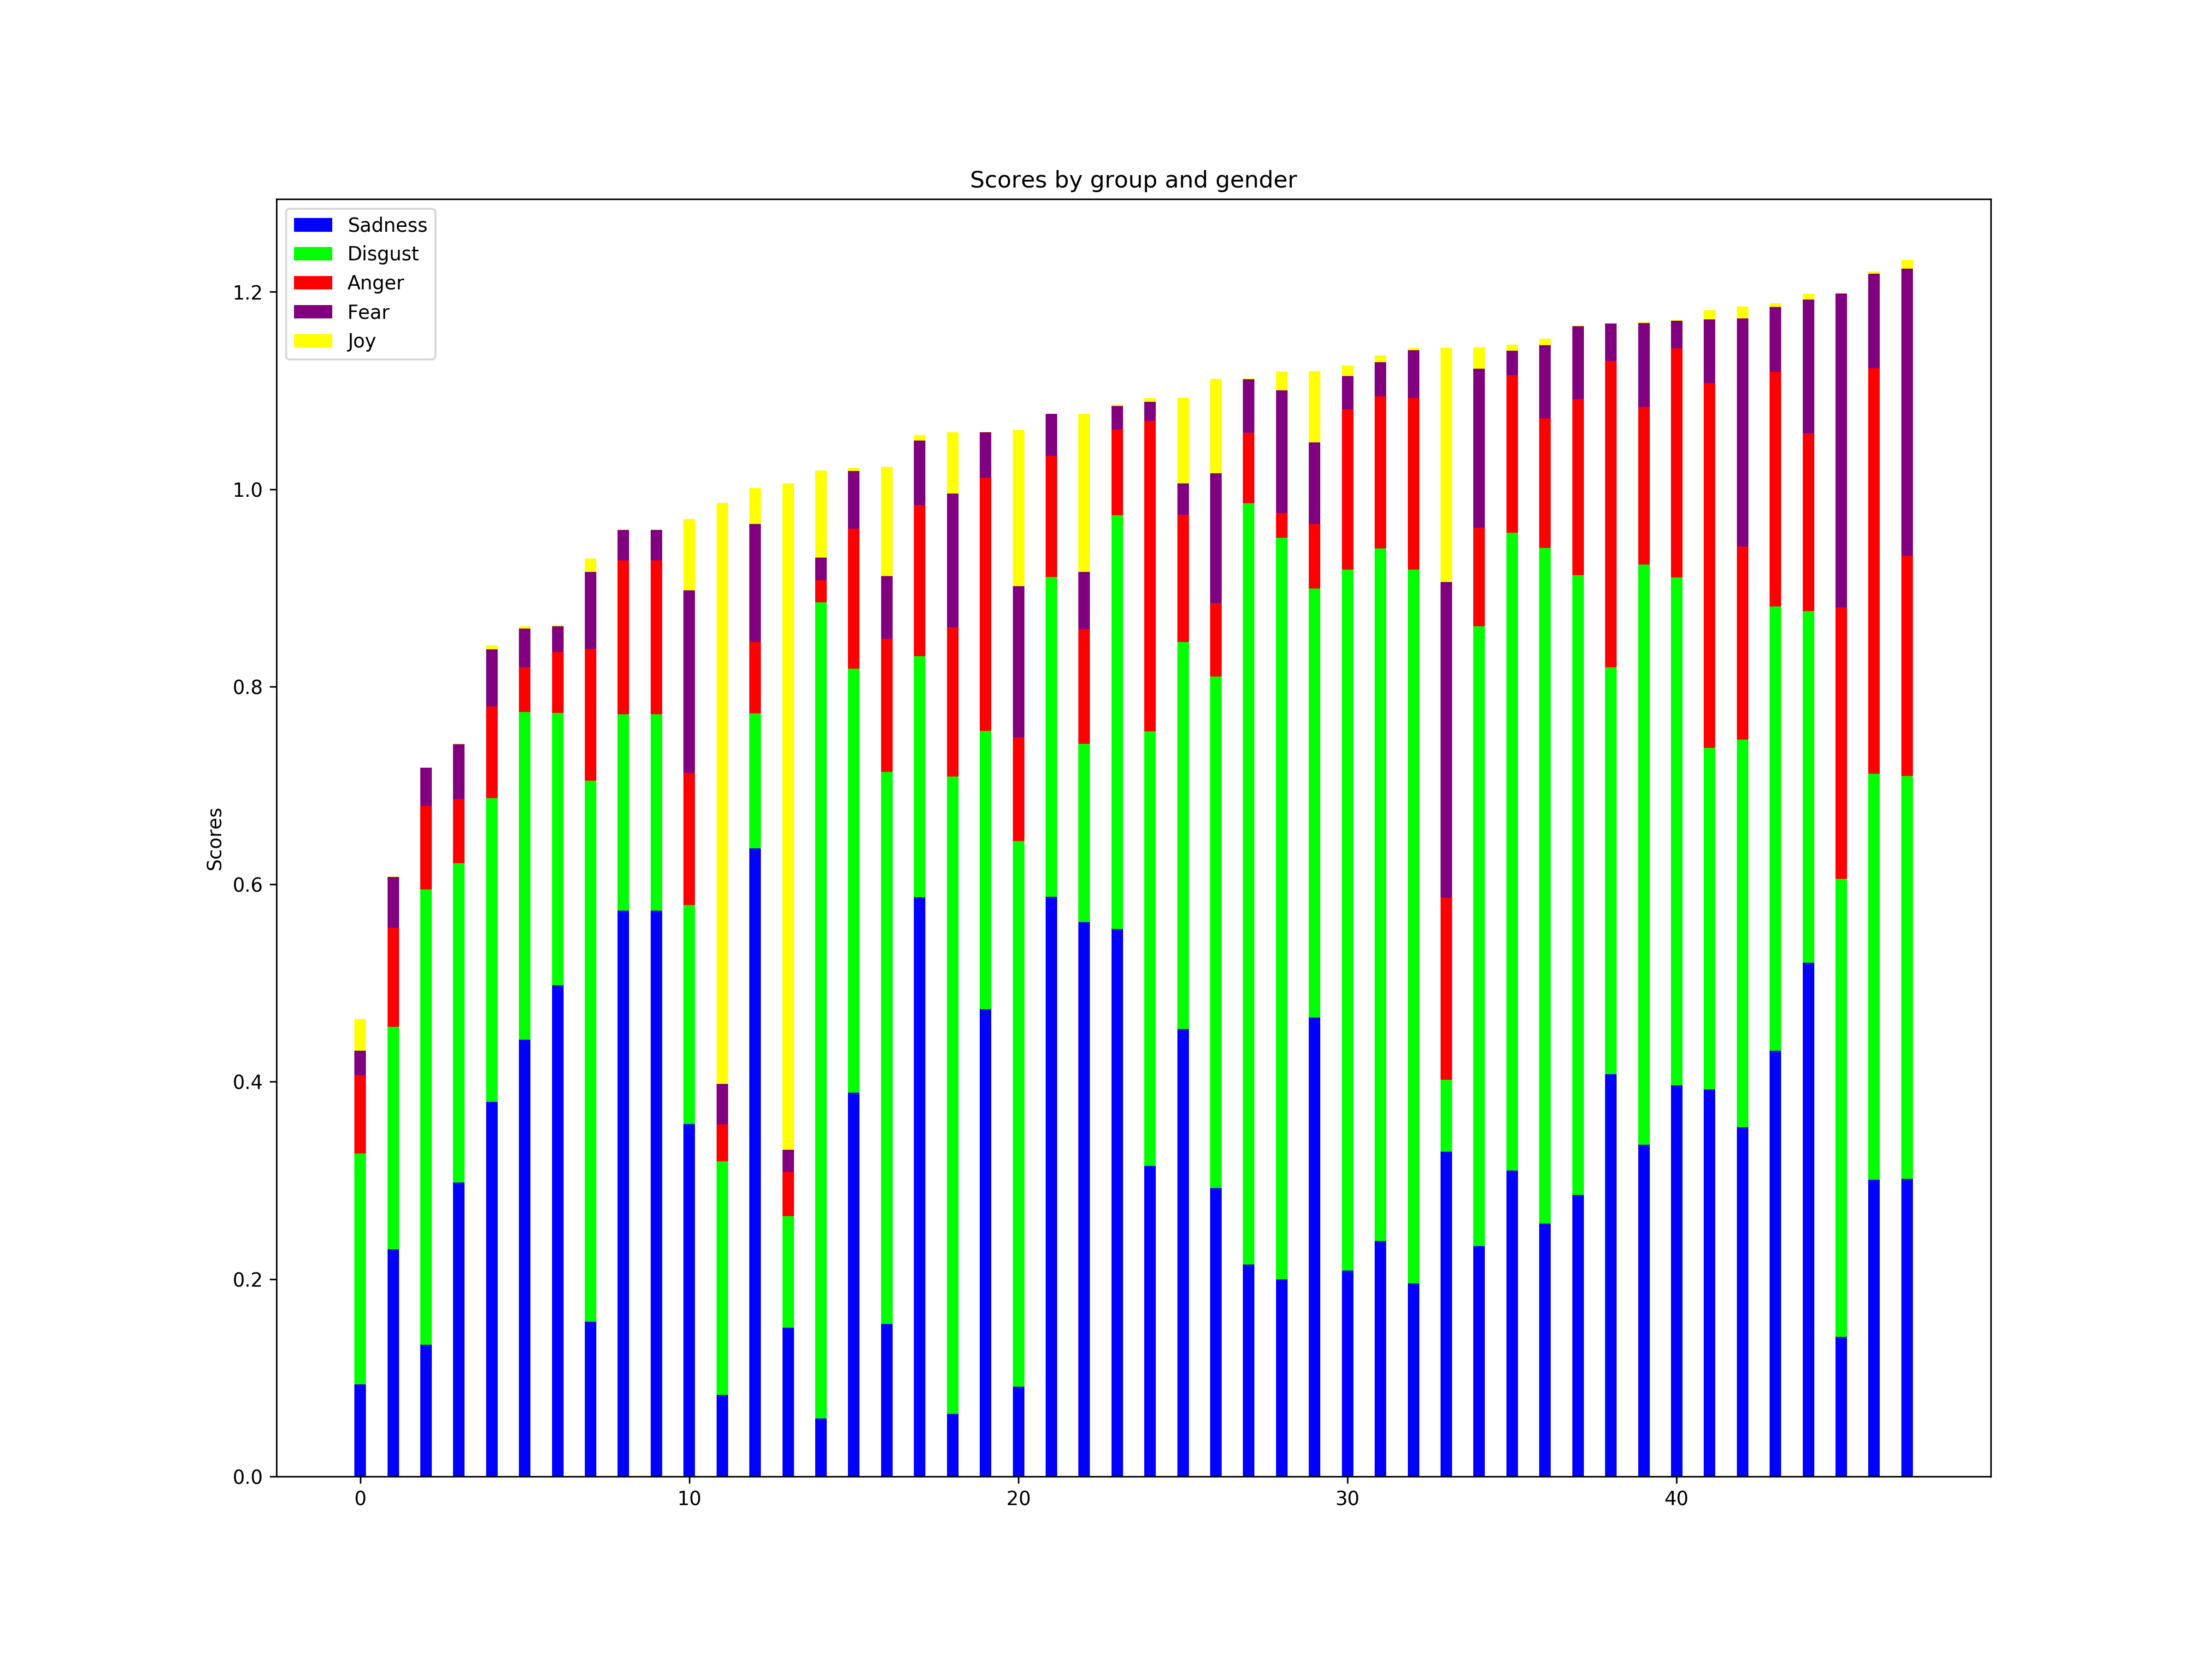 Scores by group and gender
Sadness
Disgust
Anger
Fear
Joy
Scores
1.2
1.0
0.8
0.6
0.4
0.2
0.0
0 10 20 30 40